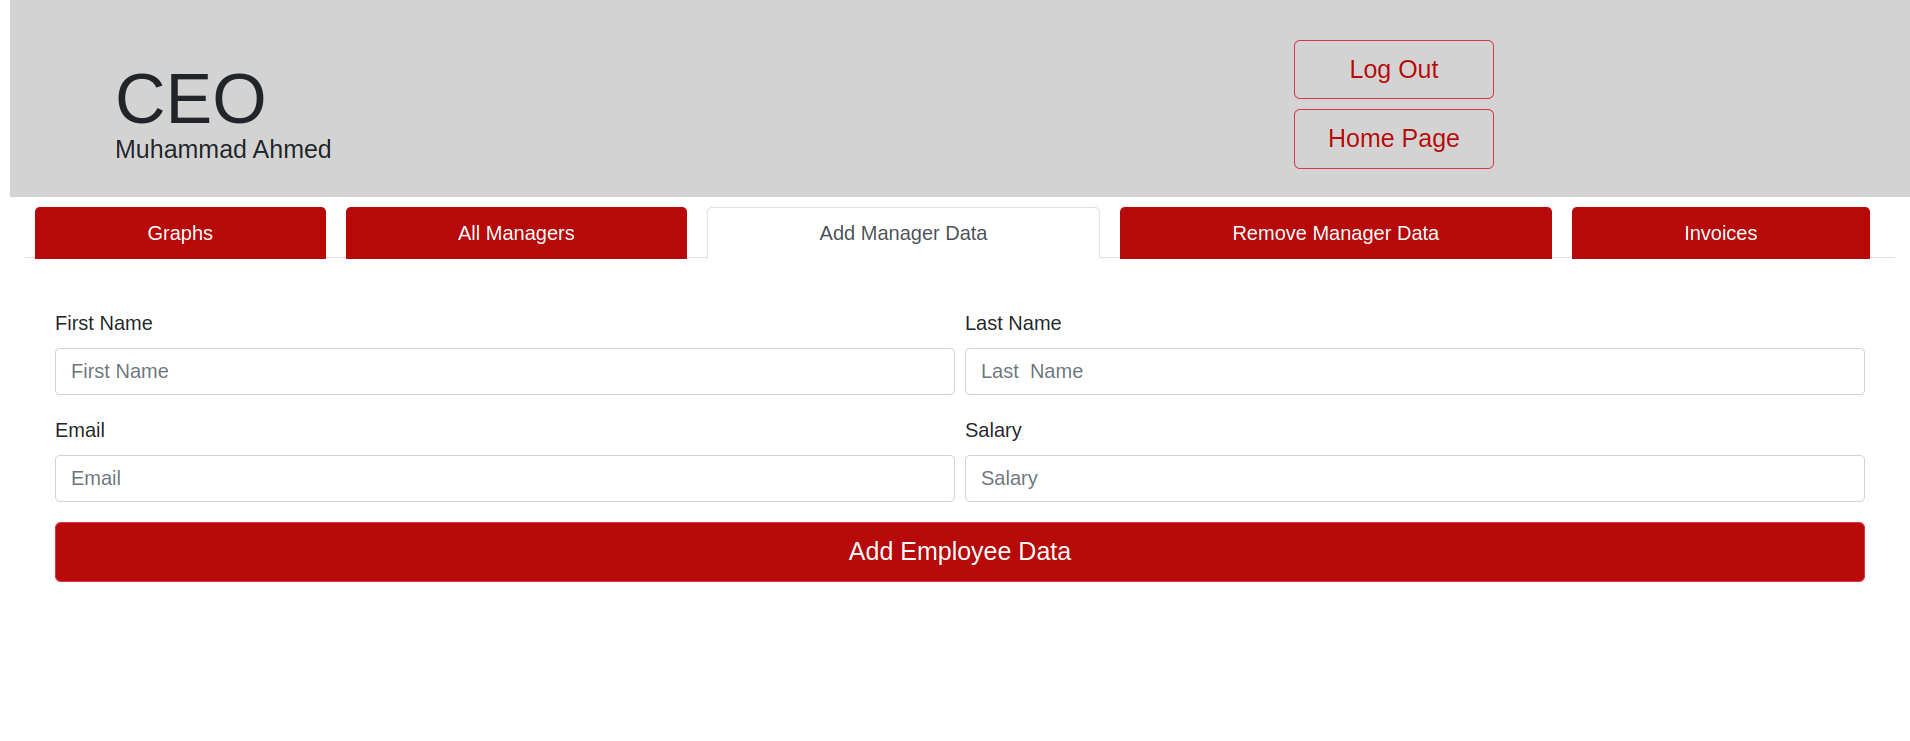 CEO
Muhammad Ahmed
Log Out
Home Page
Graphs
All Managers
Add Manager Data
Remove Manager Data
Invoices
First Name
Last Name
First Name
Last  Name
Email
Salary
Email
Salary
Add Employee Data